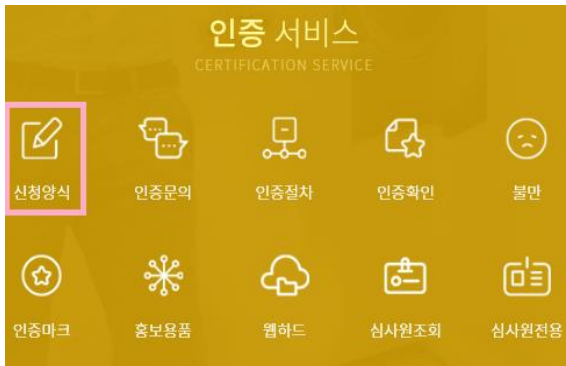 인증 서비스
CERTIFICATION SERVICE
신청양식 인증문의 인증절차 인증확인 불만
인증마크 홍보용품 웹하드 심사원조회 심사원전용